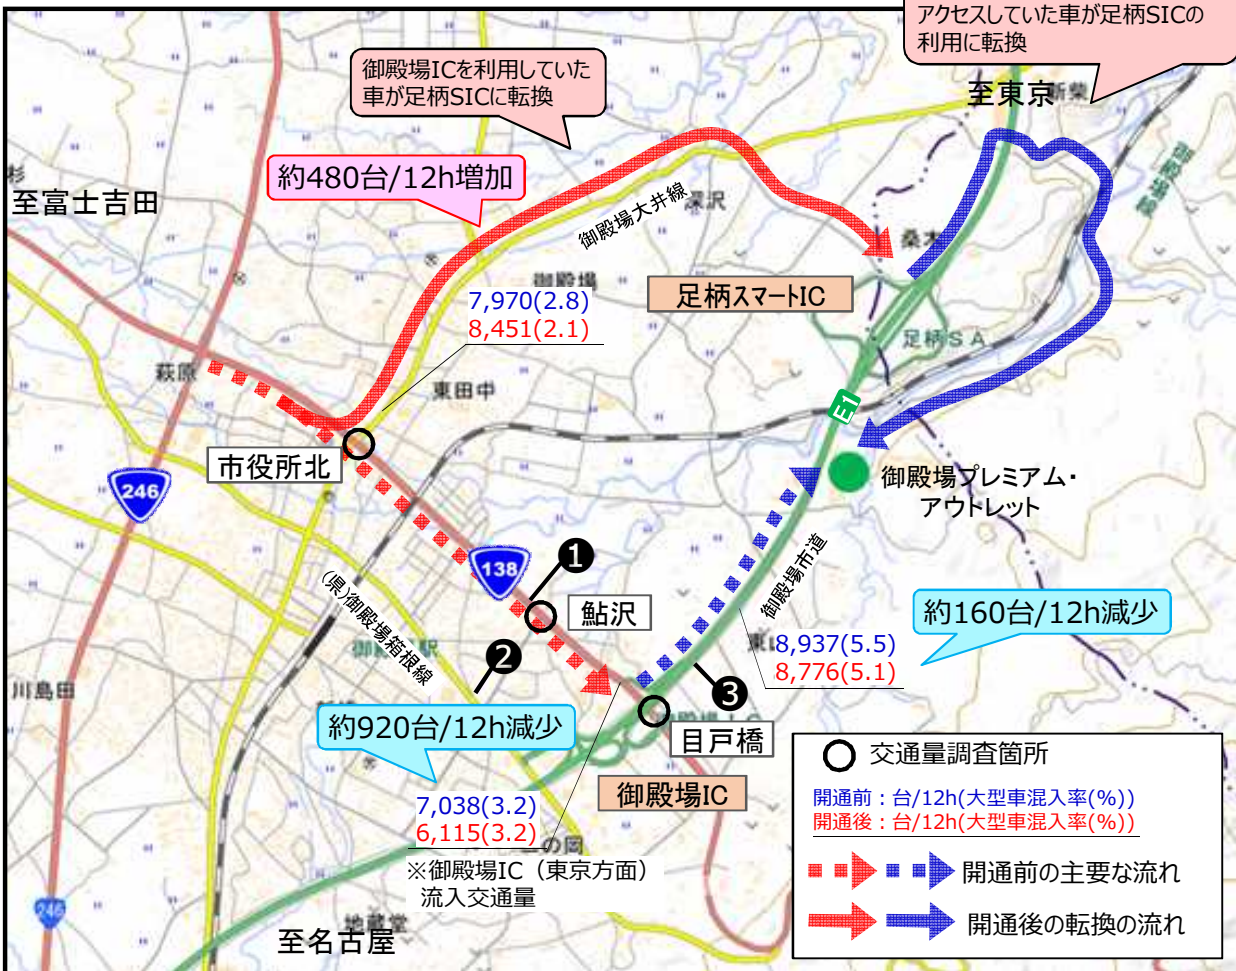 アクセスしていた車が足柄SICの
利用に転換
御殿場ICを利用していた
車が足柄SICに転換
至東京
新柴
御殿場線
約480台/12h増加
杉
至富士吉田
深沢
御殿場大井線
桑木
御殿場
足柄スマートIC
7,970(2.8)
8,451(2.1)
足柄SA
萩原
東田中
E1
市役所北
246
御殿場プレミアム・
アウトレット
138
❶
鮎沢
御殿場市道
(県)御殿場箱根線
約160台/12h減少
8,937(5.5)
8,776(5.1)
❷
❸
川島田
約920台/12h減少
目戸橋
御殿場IC
7,038(3.2)
6,115(3.2)
※御殿場IC（東京方面）
流入交通量
246
地蔵堂
至名古屋
交通量調査箇所
開通前：台/12h(大型車混入率(%))
開通後：台/12h(大型車混入率(%))
開通前の主要な流れ
開通後の転換の流れ